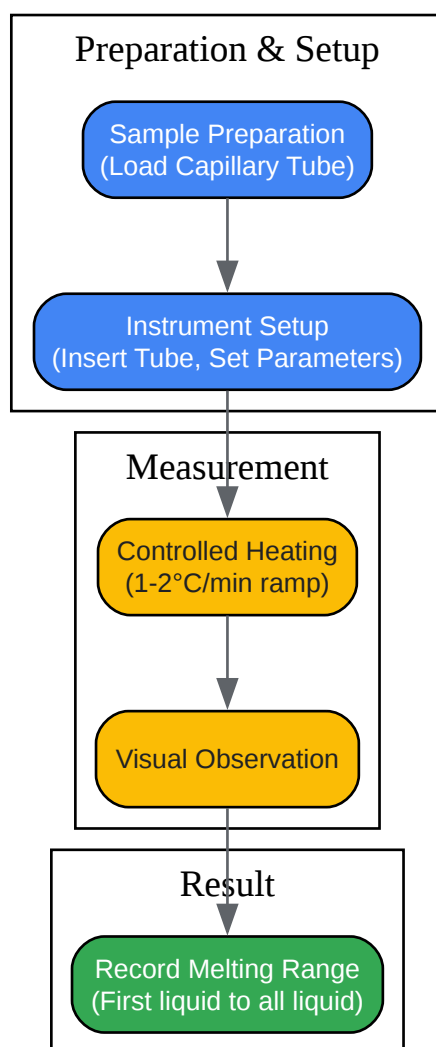 Preparation & Setup
Sample Preparation
(Load Capillary Tube)
Instrument Setup
(Insert Tube, Set Parameters)
Measurement
Controlled Heating
(1-2°C/min ramp)
Visual Observation
Result
Record Melting Range
(First liquid to all liquid)